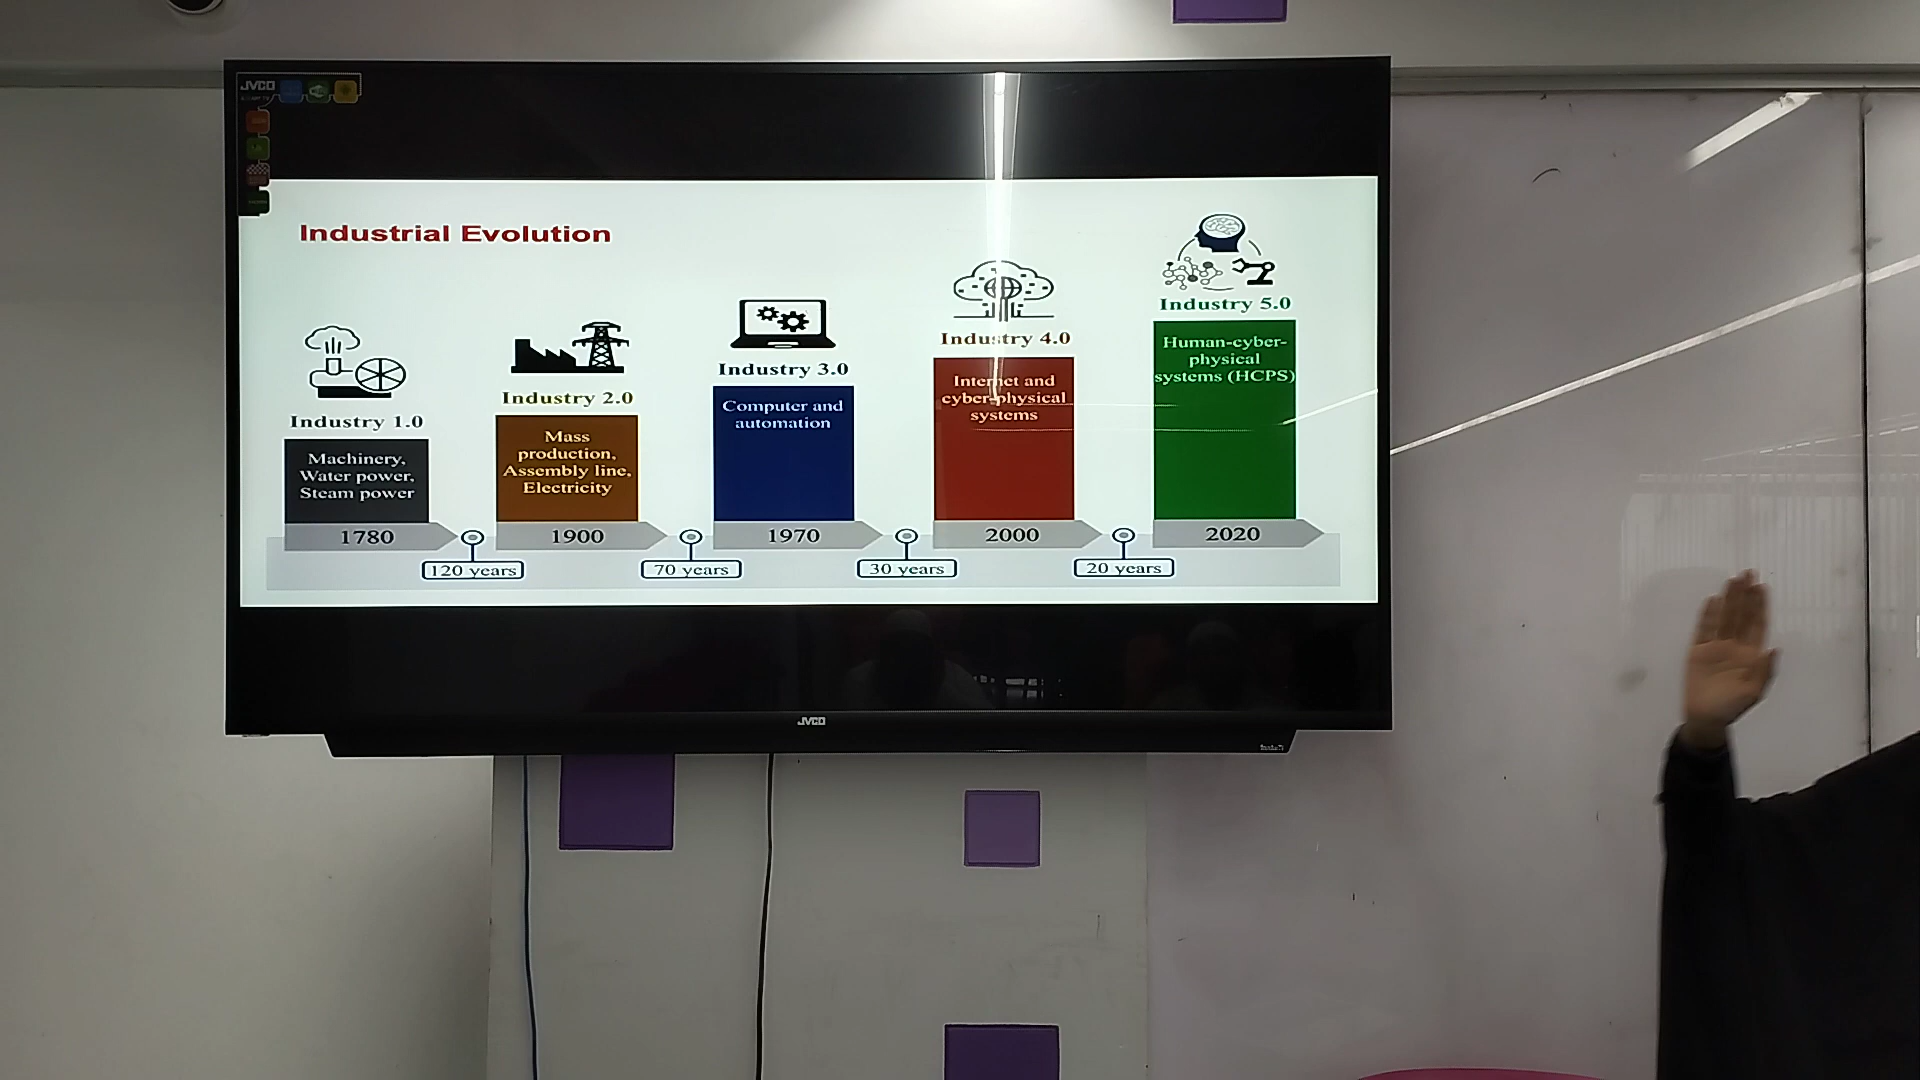 JVCO
Industrial Evolution
Industry 1.0
Machinery,
Water power,
Steam power
1780
120 years
Industry 2.0
Mass
production,
Assembly line,
Electricity
1900
70 years
Industry 3.0
Computer and
automation
1970
30 years
Industry 4.0
Internet and
cyber-physical
systems
2000
20 years
Industry 5.0
Human-cyber-
physical
systems (HCPS)
2020
JVCO